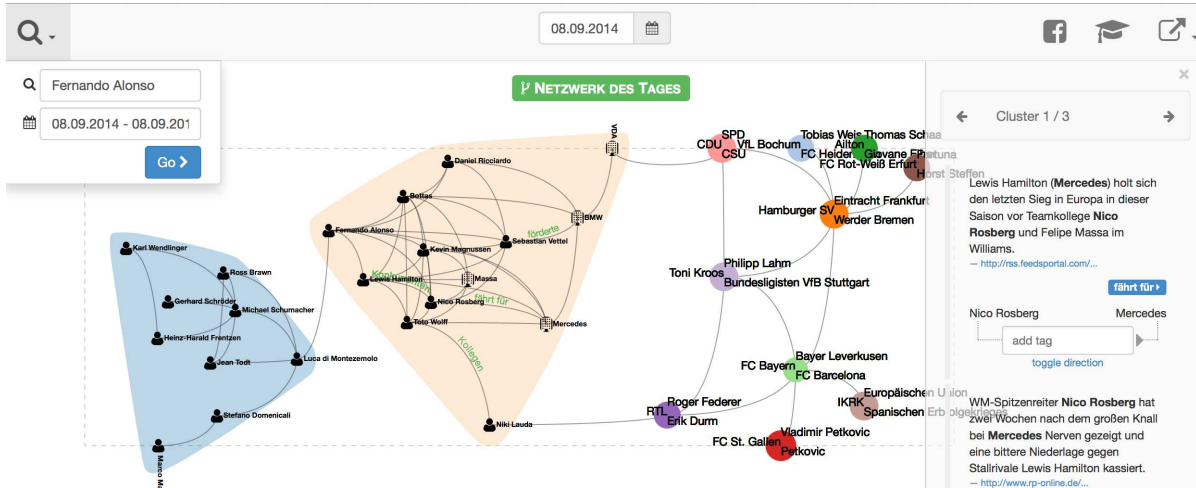 08.09.2014
Fernando Alonso
08.09.2014 - 08.09.201
Go
NETZWERK DES TAGES
VDA
Daniel Ricciardo
Bottas
BMW
Fernando Alonso
förderte
Sebastian Vettel
Kevin Magnussen
Konkurrenten
Lewis Hamilton
Massa
fährt für
Nico Rosberg
Toto Wolff
Mercedes
Kollegen
Niki Lauda
Karl Wendlinger
Ross Brawn
Gerhard Schröder
Michael Schumacher
Heinz-Harald Frentzen
Jean Todt
Luca di Montezemolo
Stefano Domenicali
Marco
SPD
CDU
CSU
VfL Bochum
Tobias Weis
Thomas Schaa
Ailton
FC Heiden
Giovane
FC Rot-Weiß Erfurt
Horst Steffen
Eintracht Frankfurt
Hamburger SV
Werder Bremen
Philipp Lahm
Toni Kroos
Bundesligisten VfB Stuttgart
Bayer Leverkusen
FC Bayern
FC Barcelona
Europäischen Union
IKRK
Spanischen Erbfolgekrieges
Roger Federer
RTL
Erik Durm
Vladimir Petkovic
FC St. Gallen
Petkovic
Cluster 1 / 3
Lewis Hamilton (Mercedes) holt sich
den letzten Sieg in Europa in dieser
Saison vor Teamkollege Nico
Rosberg und Felipe Massa im
Williams.
— http://rss.feedsportal.com/...
fährt für
Nico Rosberg Mercedes
add tag
toggle direction
WM-Spitzenreiter Nico Rosberg hat
zwei Wochen nach dem großen Knall
bei Mercedes Nerven gezeigt und
eine bittere Niederlage gegen
Stallrivale Lewis Hamilton kassiert.
— http://www.rp-online.de/...